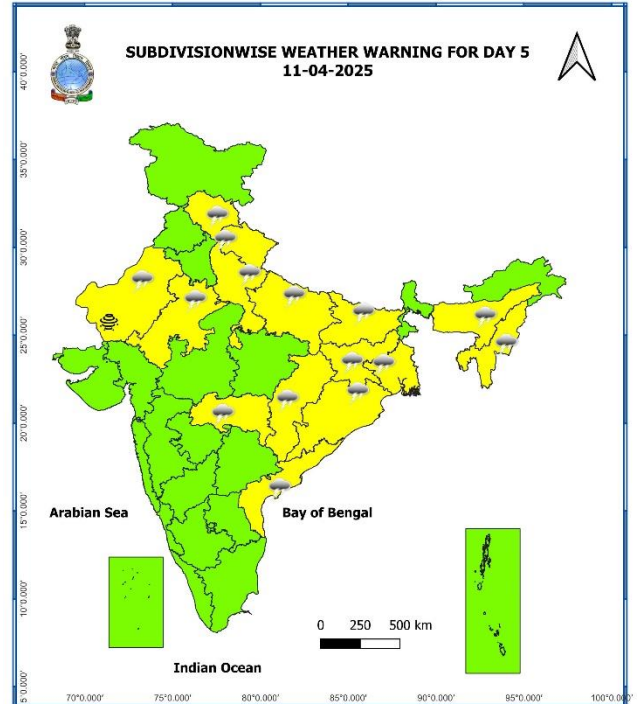 SUBDIVISIONWISE WEATHER WARNING FOR DAY 5
11-04-2025
40°0.000'
35°0.000'
30°0.000'
25°0.000'
20°0.000'
15°0.000'
10°0.000'
5°0.000'
Arabian Sea
Bay of Bengal
0 250 500 km
Indian Ocean
70°0.000' 75°0.000' 80°0.000' 85°0.000' 90°0.000' 95°0.000' 100°0.000'